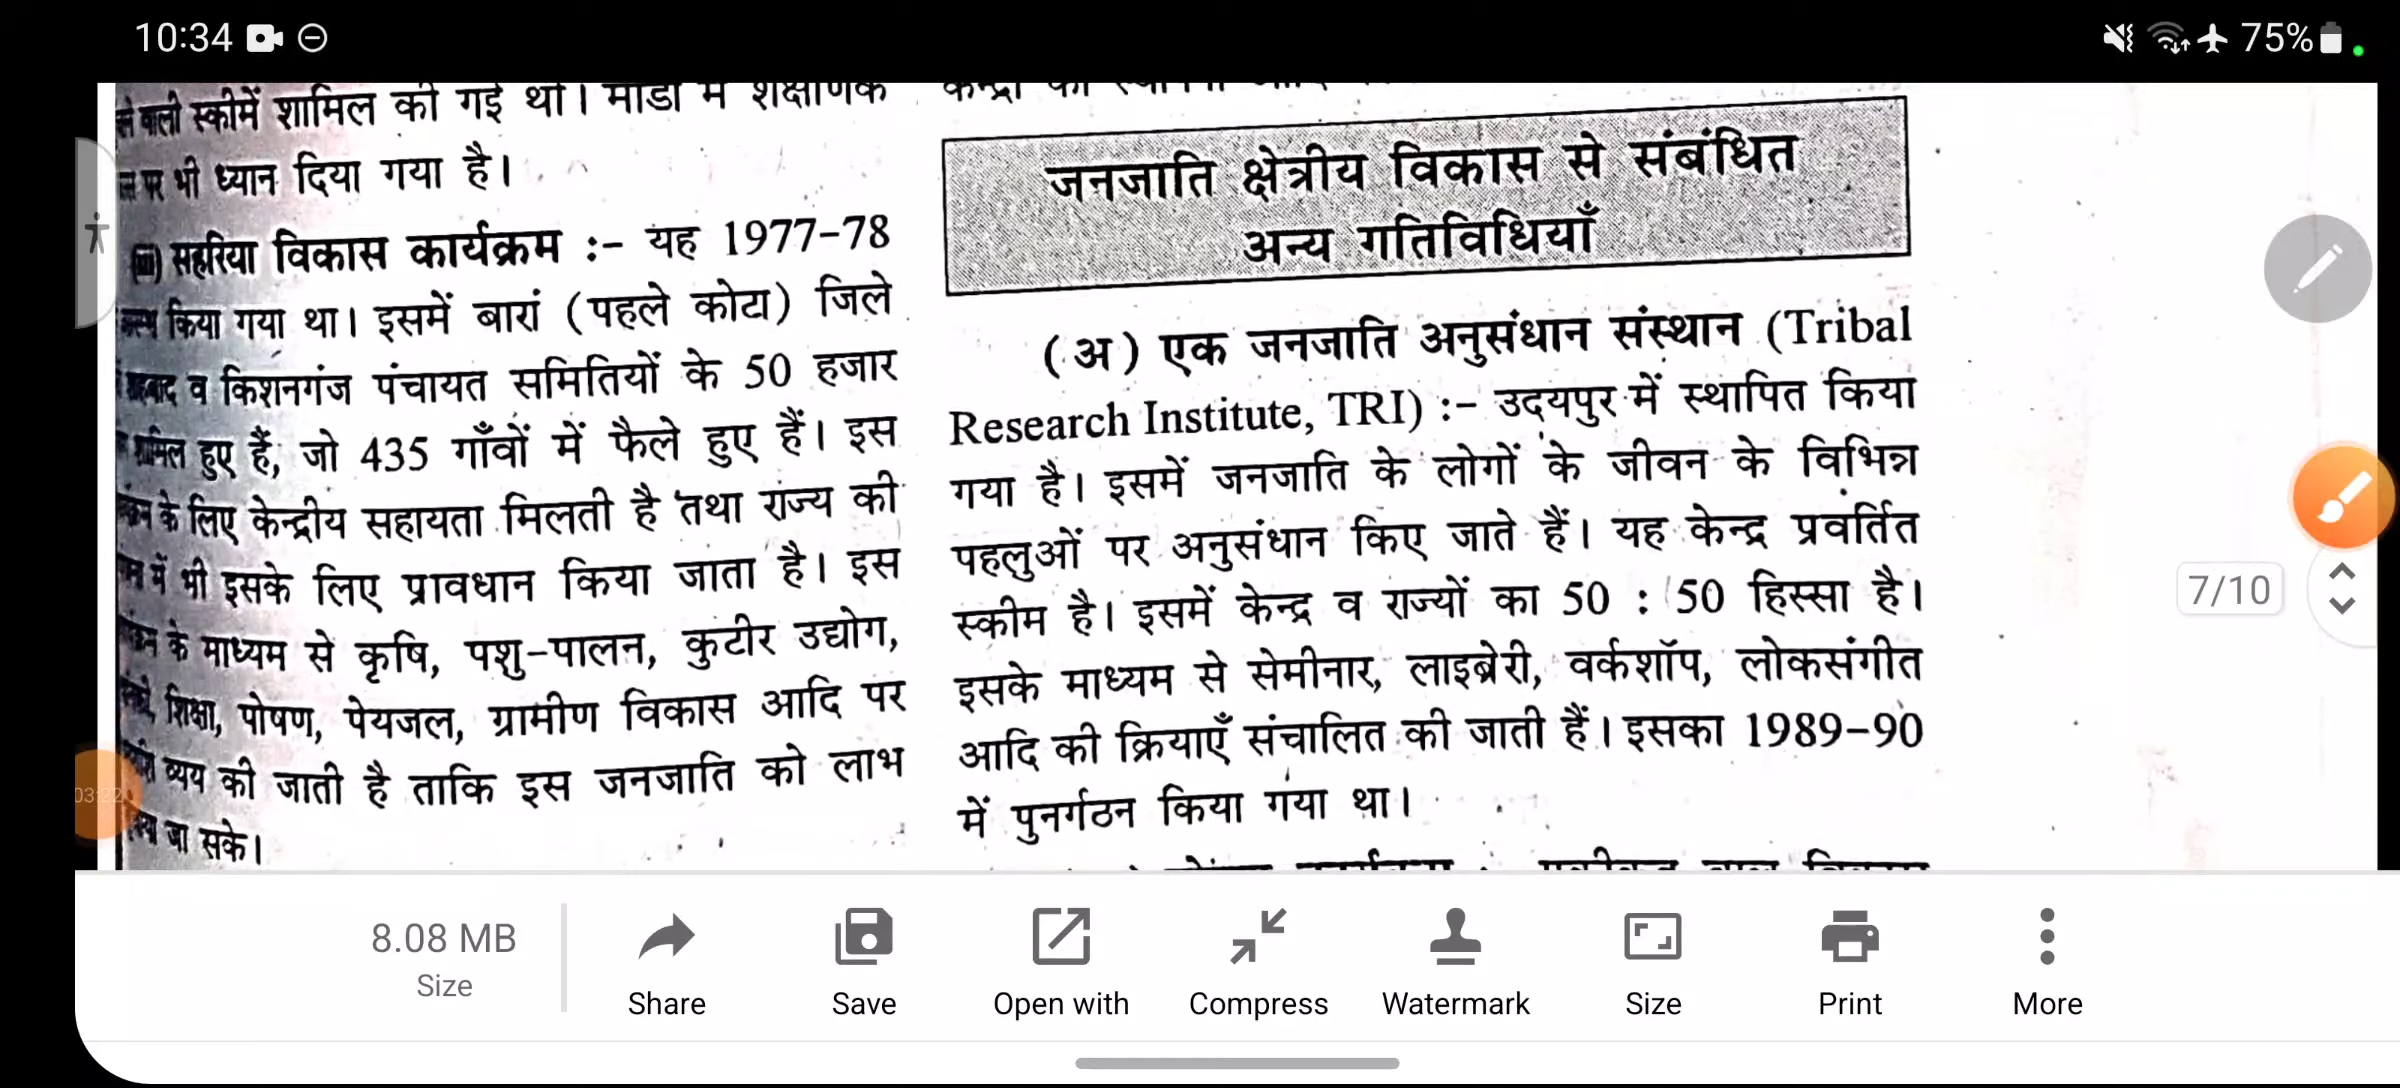 10:34
75%
वाली स्कीमें शामिल की गई थीं। माडा में शैक्षणिक
पर भी ध्यान दिया गया है।
सहरिया विकास कार्यक्रम :- यह 1977-78
किया गया था। इसमें बारां (पहले कोटा) जिले
व किशनगंज पंचायत समितियों के 50 हजार
शामिल हुए हैं, जो 435 गाँवों में फैले हुए हैं। इस
के लिए केन्द्रीय सहायता मिलती है तथा राज्य की
में भी इसके लिए प्रावधान किया जाता है। इस
के माध्यम से कृषि, पशु-पालन, कुटीर उद्योग,
शिक्षा, पोषण, पेयजल, ग्रामीण विकास आदि पर
व्यय की जाती है ताकि इस जनजाति को लाभ
जा सके।
जनजाति क्षेत्रीय विकास से संबंधित
अन्य गतिविधियाँ
(अ) एक जनजाति अनुसंधान संस्थान (Tribal
Research Institute, TRI) :- उदयपुर में स्थापित किया
गया है। इसमें जनजाति के लोगों के जीवन के विभिन्न
पहलुओं पर अनुसंधान किए जाते हैं। यह केन्द्र प्रवर्तित
स्कीम है। इसमें केन्द्र व राज्यों का 50 : 50 हिस्सा है।
इसके माध्यम से सेमीनार, लाइब्रेरी, वर्कशॉप, लोकसंगीत
आदि की क्रियाएँ संचालित की जाती हैं। इसका 1989-90
में पुनर्गठन किया गया था।
7/10
03:22
8.08 MB
Size
Share
Save
Open with
Compress
Watermark
Size
Print
More